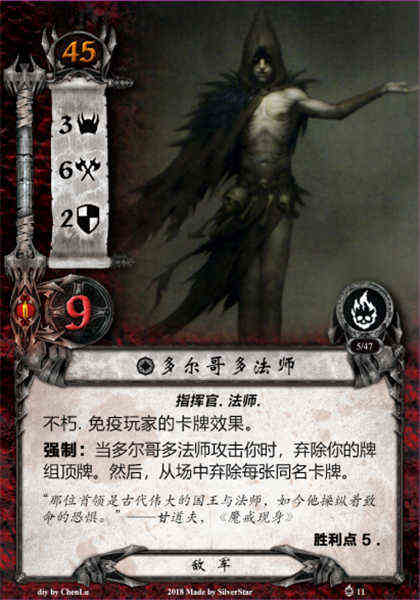 45
3
6
2
9
5/47
多尔哥多法师
指挥官. 法师.
不朽. 免疫玩家的卡牌效果。
强制：当多尔哥多法师攻击你时，弃除你的牌
组顶牌。然后，从场中弃除每张同名卡牌。
“那位首领是古代伟大的国王与法师，如今他操纵着致
命的恐惧。”——甘道夫，《魔戒现身》
胜利点 5 .
敌军
diy by ChenLu
2018 Made by SilverStar
11